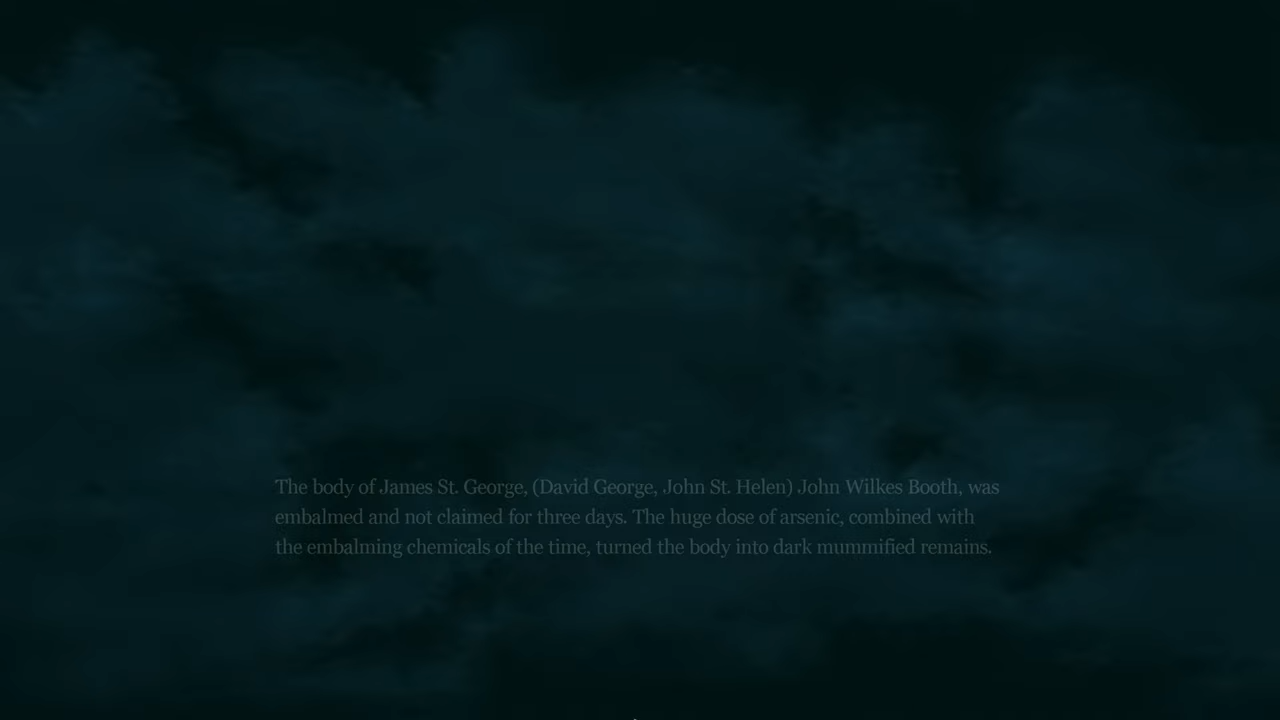 The body of James St. George, (David George, John St. Helen) John Wilkes Booth, was
embalmed and not claimed for three days. The huge dose of arsenic, combined with
the embalming chemicals of the time, turned the body into dark mummified remains.